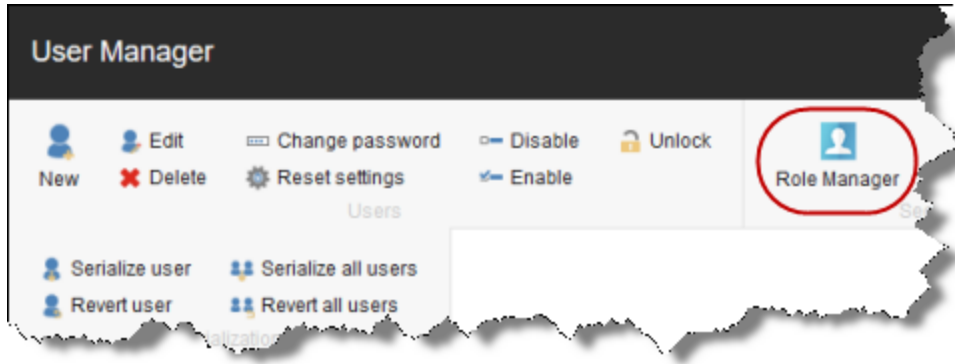 User Manager
New
Edit
Delete
Change password
Reset settings
Disable
Enable
Unlock
Users
Role Manager
Serialize user
Revert user
Serialize all users
Revert all users